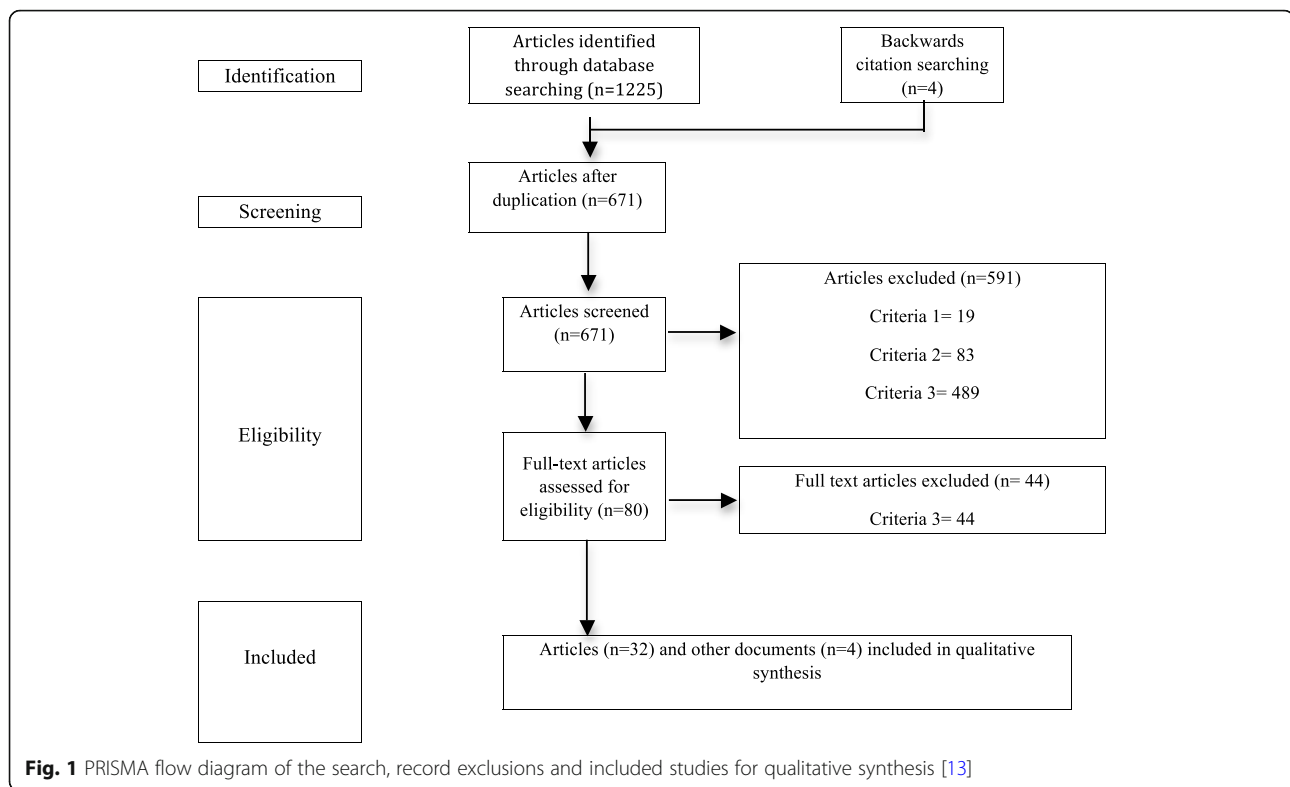 Identification
Articles identified
through database
searching (n=1225)
Backwards
citation searching
(n=4)
Screening
Articles after
duplication (n=671)
Eligibility
Articles screened
(n=671)
Articles excluded (n=591)
Criteria 1= 19
Criteria 2= 83
Criteria 3= 489
Full-text articles
assessed for
eligibility (n=80)
Full text articles excluded (n= 44)
Criteria 3= 44
Included
Articles (n=32) and other documents (n=4) included in qualitative
synthesis
Fig. 1 PRISMA flow diagram of the search, record exclusions and included studies for qualitative synthesis [13]